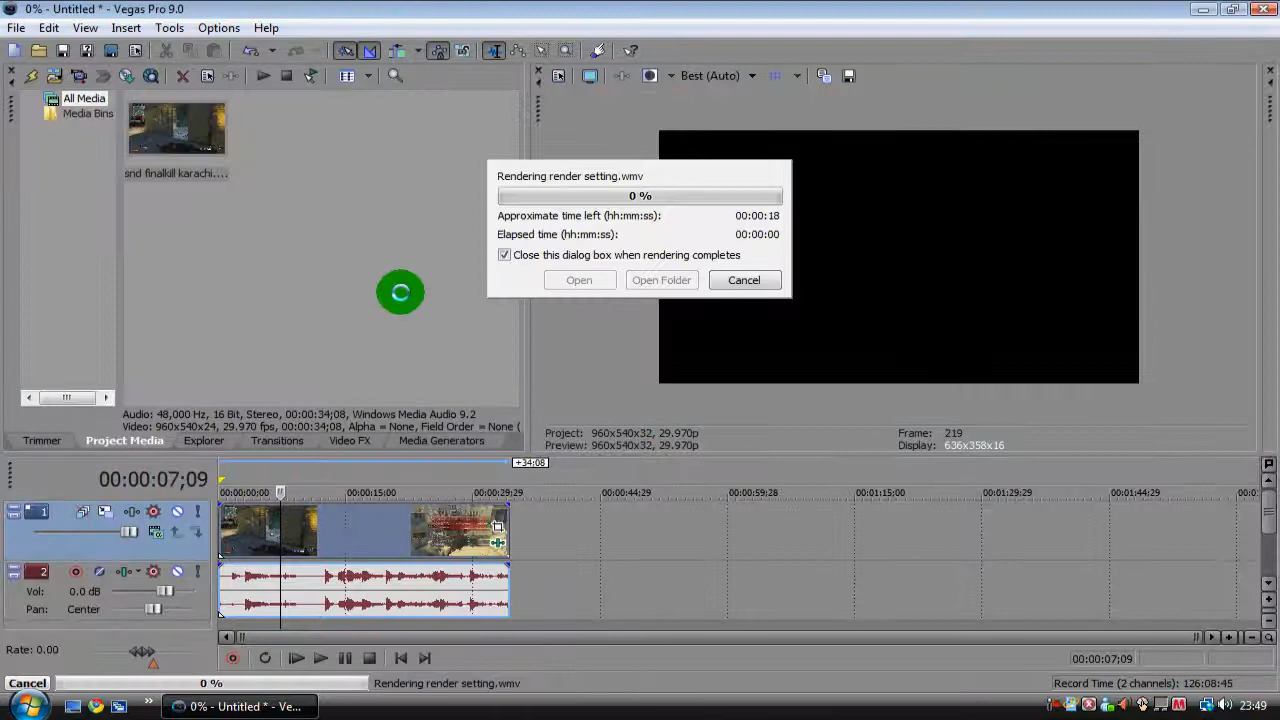 0% - Untitled * - Vegas Pro 9.0
File Edit View Insert Tools Options Help
Best (Auto)
All Media
Media Bins
snd finalkill karachi....
Rendering render setting.wmv
0 %
Approximate time left (hh:mm:ss): 00:00:18
Elapsed time (hh:mm:ss): 00:00:00
Close this dialog box when rendering completes
Open Open Folder Cancel
Audio: 48,000 Hz, 16 Bit, Stereo, 00:00:34;08, Windows Media Audio 9.2
Video: 960x540x24, 29.970 fps, 00:00:34;08, Alpha = None, Field Order = None (
Trimmer Project Media Explorer Transitions Video FX Media Generators
Project: 960x540x32, 29.970p Frame: 219
Preview: 960x540x32, 29.970p Display: 636x358x16
+34;08
00:00:07;09
00:00:00;00 00:00:15;00 00:00:29;29 00:00:44;29 00:00:59;28 00:01:15;00 00:01:29;29 00:01:44;29 00:0
1
2
Vol: 0.0 dB
Pan: Center
Rate: 0.00
00:00:07;09
Cancel 0 % Rendering render setting.wmv Record Time (2 channels): 126:08:45
0% - Untitled * - Ve... 23:49